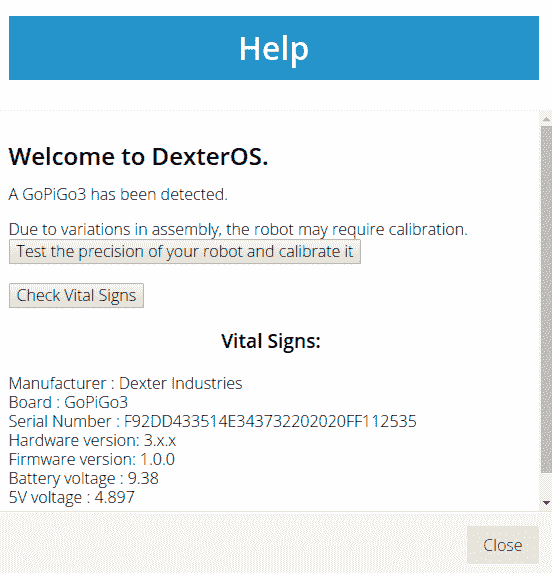 Help
Welcome to DexterOS.
A GoPiGo3 has been detected.
Due to variations in assembly, the robot may require calibration.
Test the precision of your robot and calibrate it
Check Vital Signs
Vital Signs:
Manufacturer : Dexter Industries
Board : GoPiGo3
Serial Number : F92DD433514E343732202020FF112535
Hardware version: 3.x.x
Firmware version: 1.0.0
Battery voltage : 9.38
5V voltage : 4.897
Close